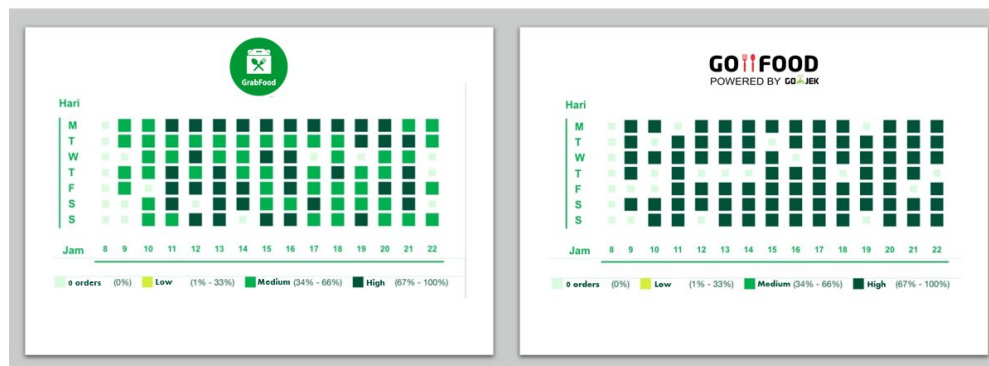 GrabFood
Hari
M
T
W
T
F
S
S
Jam 8 9 10 11 12 13 14 15 16 17 18 19 20 21 22
0 orders (0%) Low (1% - 33%) Medium (34% - 66%) High (67% - 100%)
GO FOOD
POWERED BY GO JEK
Hari
M
T
W
T
F
S
S
Jam 8 9 10 11 12 13 14 15 16 17 18 19 20 21 22
0 orders (0%) Low (1% - 33%) Medium (34% - 66%) High (67% - 100%)